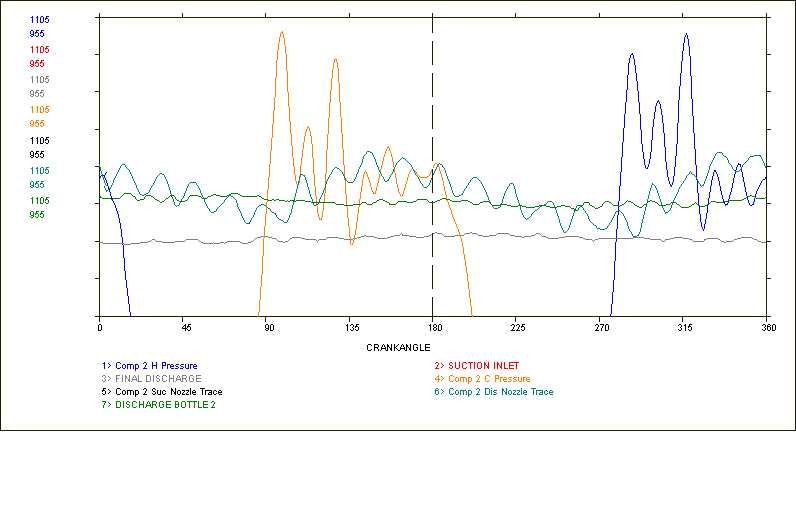 1105
955
1105
955
1105
955
1105
955
1105
955
1105
955
1105
955
0 45 90 135 180 225 270 315 360
CRANKANGLE
1> Comp 2 H Pressure 2> SUCTION INLET
3> FINAL DISCHARGE 4> Comp 2 C Pressure
5> Comp 2 Suc Nozzle Trace 6> Comp 2 Dis Nozzle Trace
7> DISCHARGE BOTTLE 2